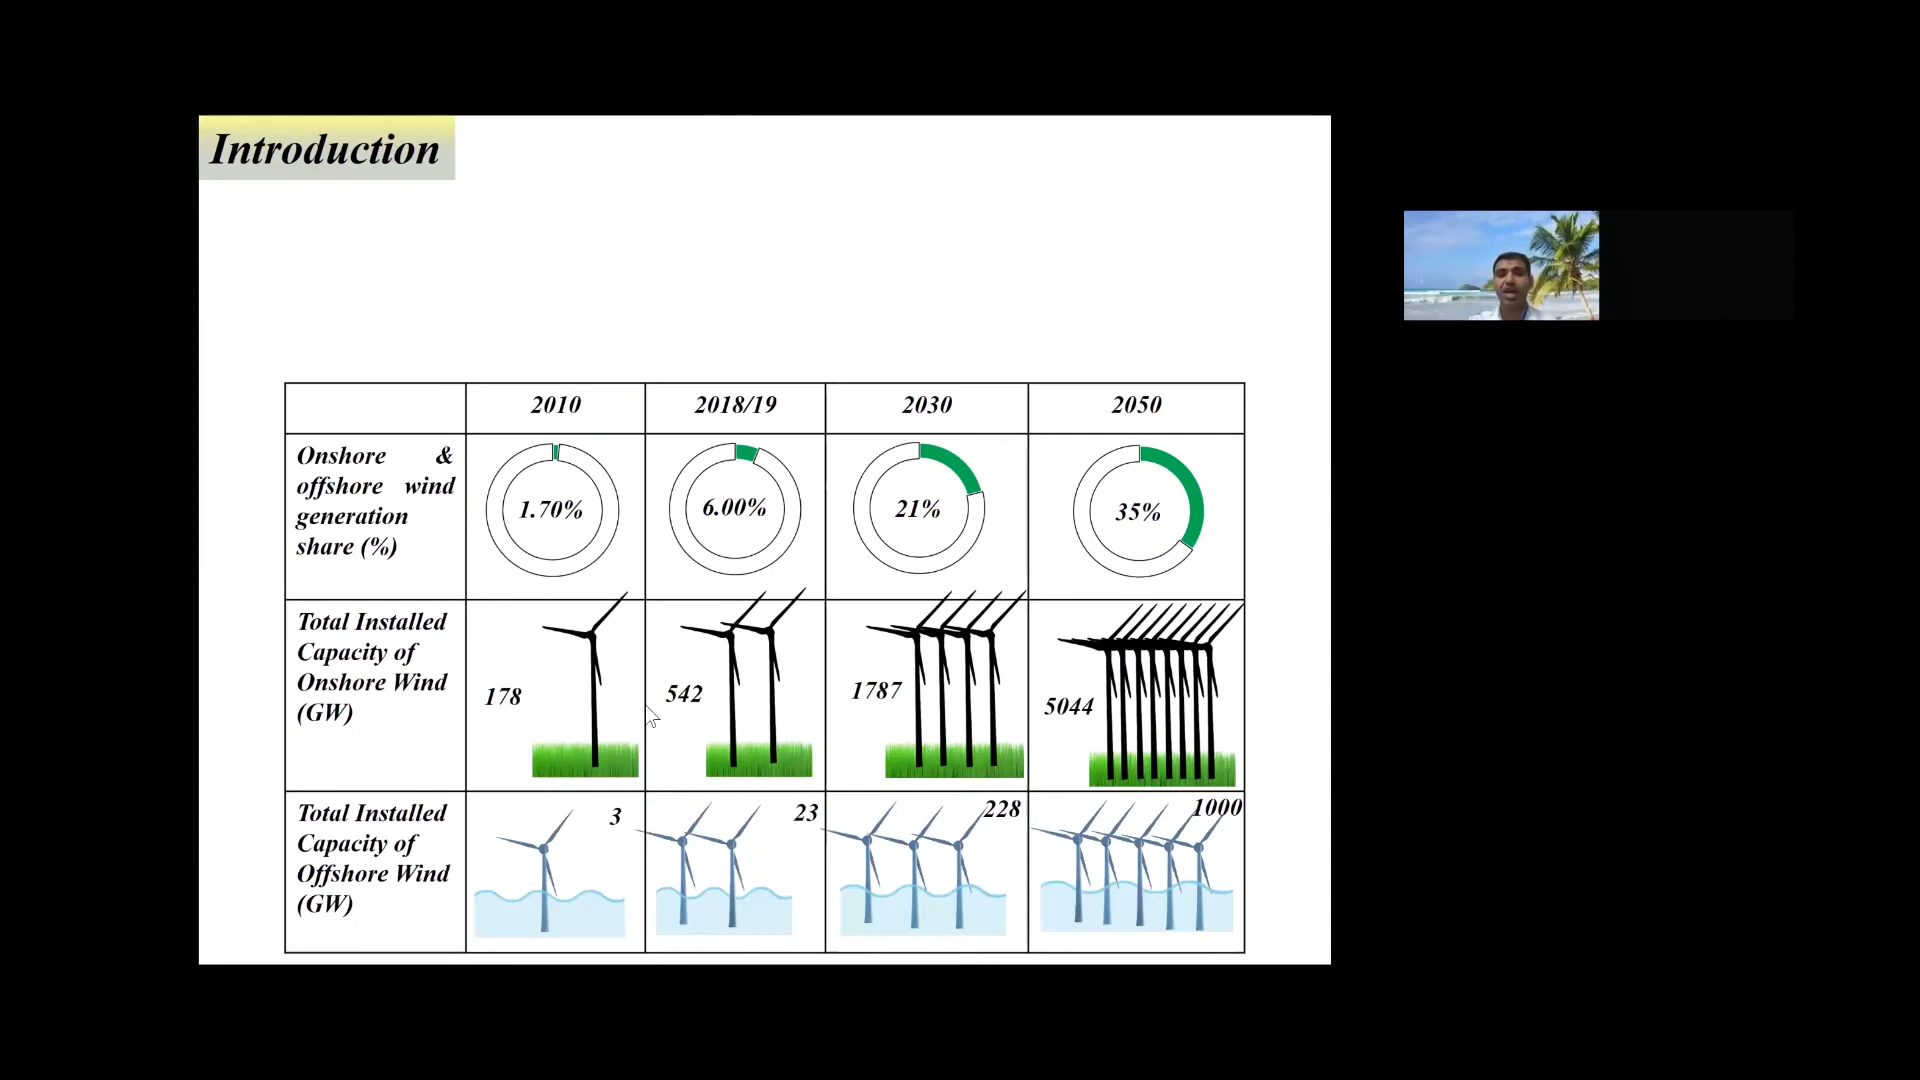 Introduction
2010 2018/19 2030 2050
Onshore &
offshore wind
generation
share (%)
1.70% 6.00% 21% 35%
Total Installed
Capacity of
Onshore Wind
(GW)
178 542 1787 5044
Total Installed
Capacity of
Offshore Wind
(GW)
3 23 228 1000